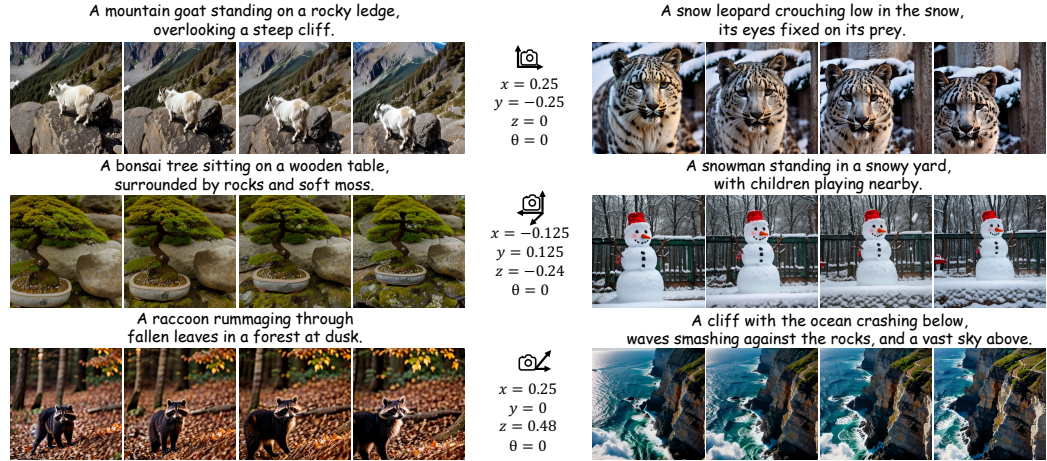 A mountain goat standing on a rocky ledge,
overlooking a steep cliff.
x = 0.25
y = −0.25
z = 0
θ = 0
A snow leopard crouching low in the snow,
its eyes fixed on its prey.
A bonsai tree sitting on a wooden table,
surrounded by rocks and soft moss.
x = −0.125
y = 0.125
z = −0.24
θ = 0
A snowman standing in a snowy yard,
with children playing nearby.
A raccoon rummaging through
fallen leaves in a forest at dusk.
x = 0.25
y = 0
z = 0.48
θ = 0
A cliff with the ocean crashing below,
waves smashing against the rocks, and a vast sky above.